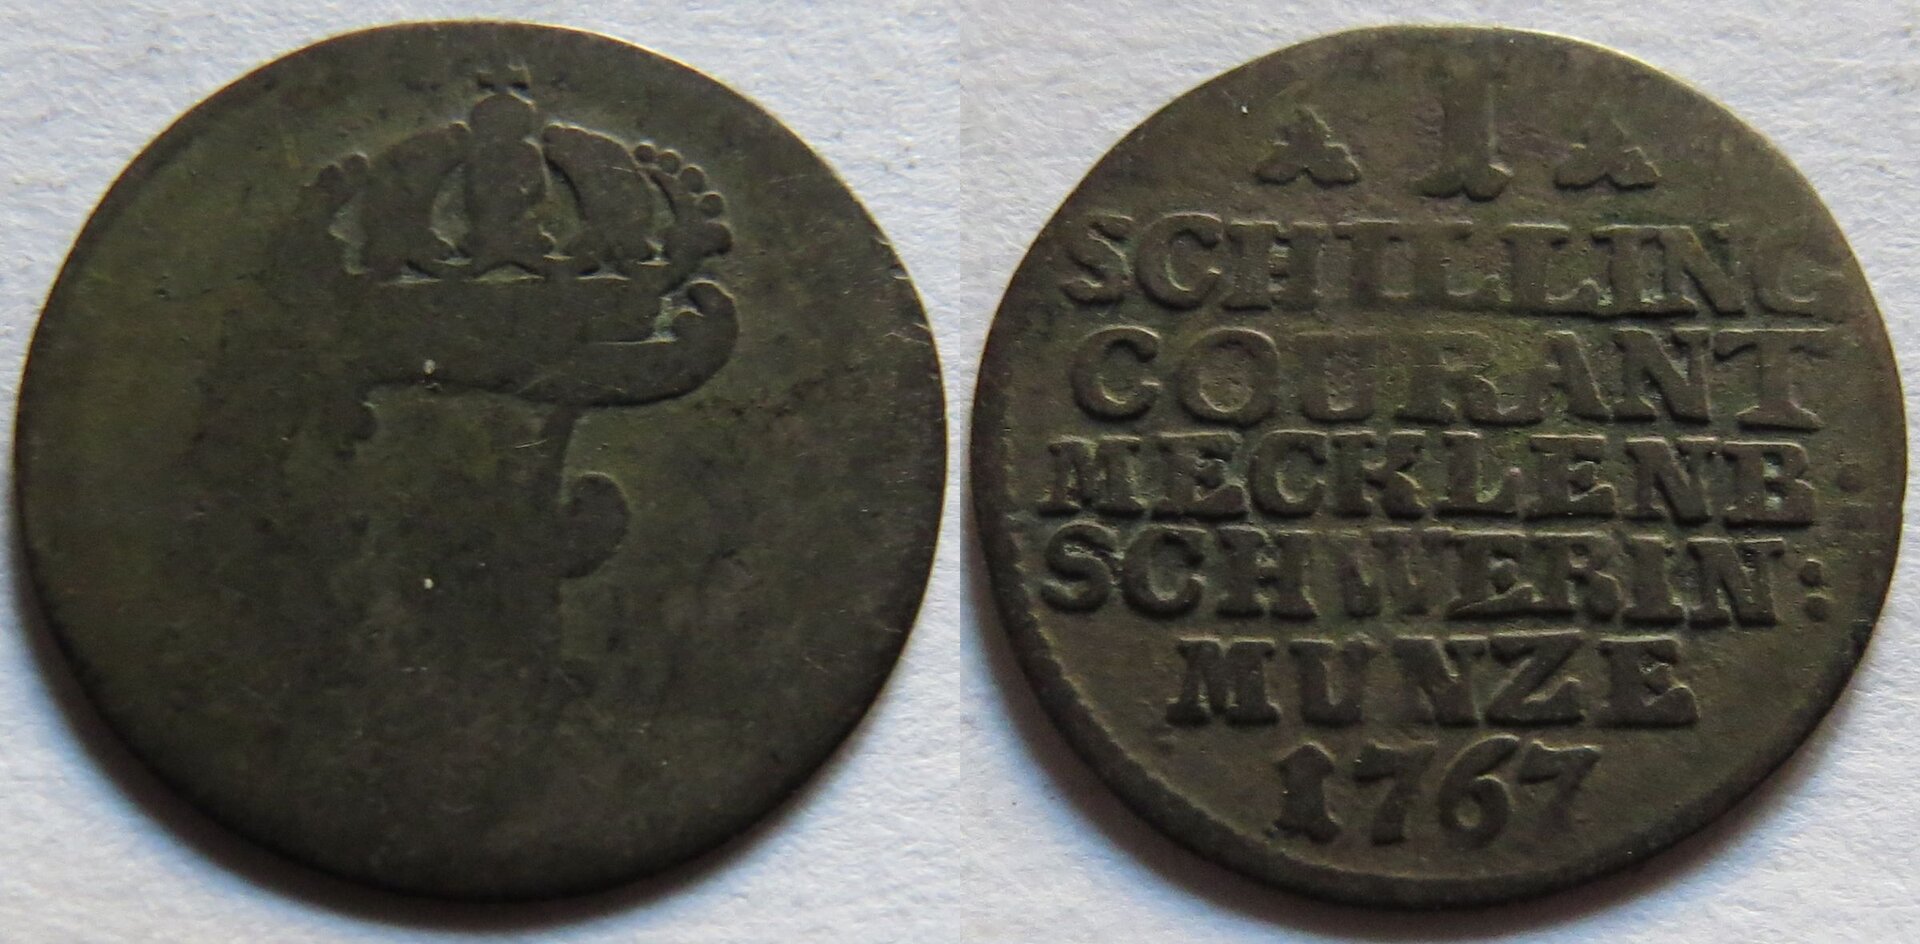 F
1
SCHILLING
COURANT
MECKLENB:
SCHWERIN:
MUNZE
1767